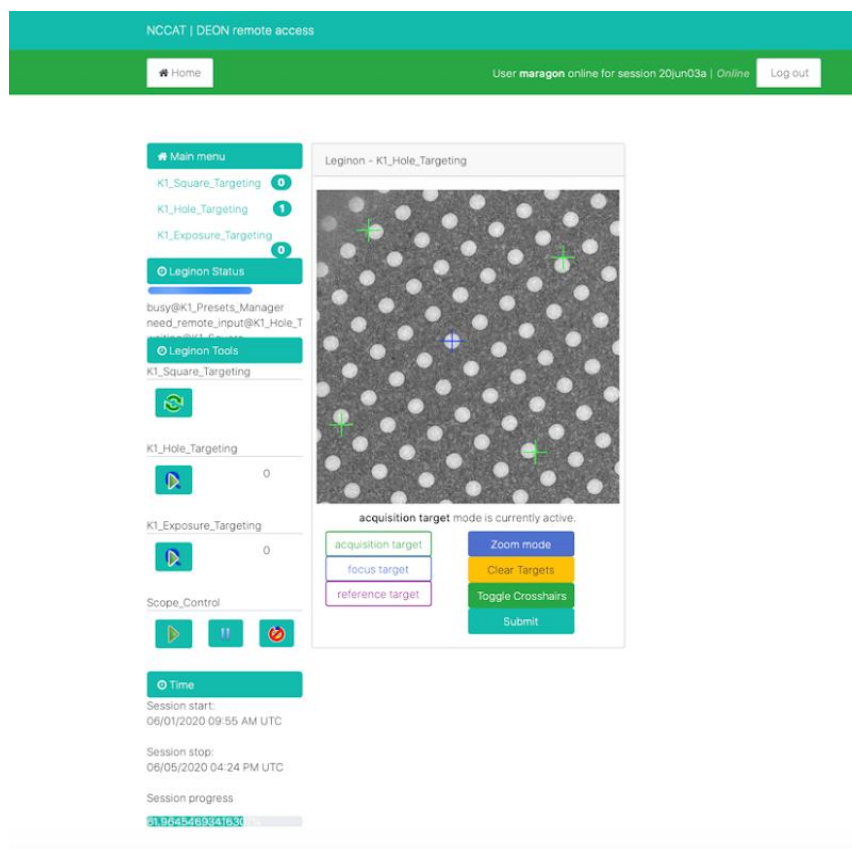 NCCAT | DEON remote access
Home
User maragon online for session 20jun03a | Online
Log out
Main menu
K1_Square_Targeting 0
K1_Hole_Targeting 1
K1_Exposure_Targeting
0
Leginon Status
busy@K1_Presets_Manager
need_remote_input@K1_Hole_T
Leginon Tools
K1_Square_Targeting
K1_Hole_Targeting
0
K1_Exposure_Targeting
0
Scope_Control
Time
Session start:
06/01/2020 09:55 AM UTC
Session stop:
06/05/2020 04:24 PM UTC
Session progress
Leginon - K1_Hole_Targeting
acquisition target mode is currently active.
acquisition target
Zoom mode
focus target
Clear Targets
reference target
Toggle Crosshairs
Submit